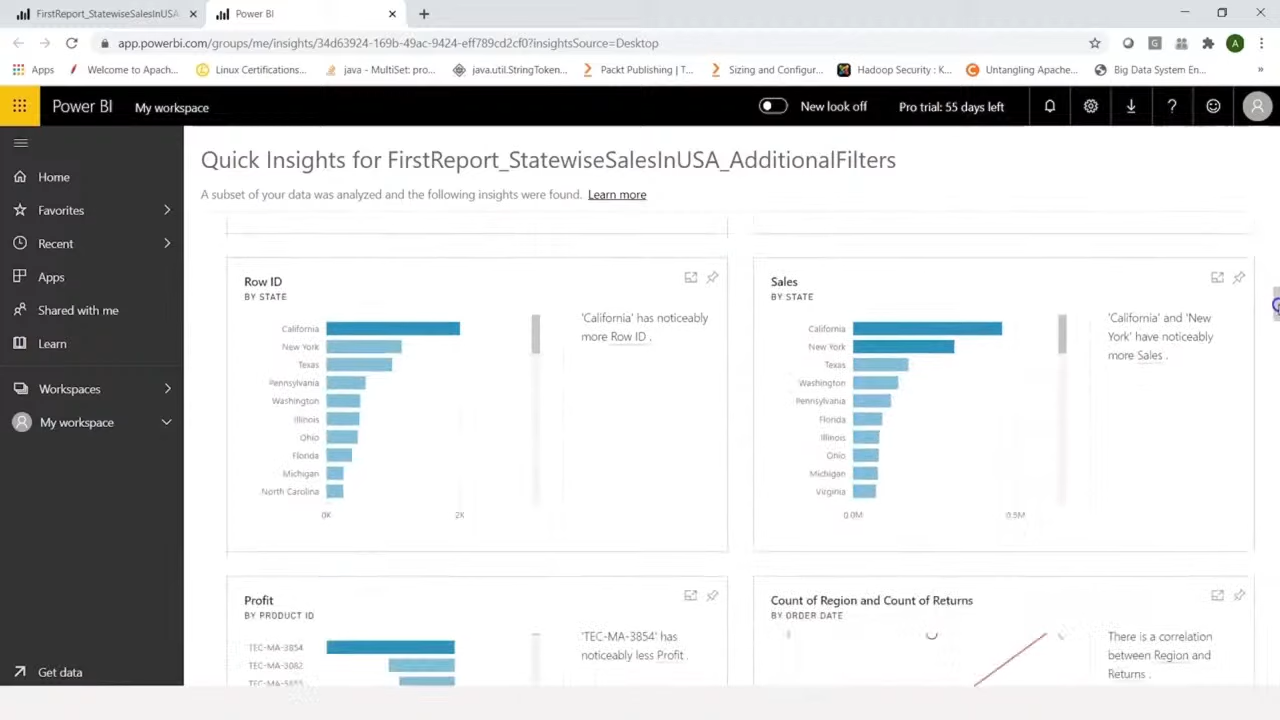 FirstReport_StatewiseSalesInUSA
Power BI
app.powerbi.com/groups/me/insights/34d63924-169b-49ac-9424-eff789cd2cf0?insightsSource=Desktop
Apps
Welcome to Apach...
Linux Certifications...
java - MultiSet: pro...
java.util.StringToken...
Packt Publishing | T...
Sizing and Configur...
Hadoop Security : K...
Untangling Apache...
Big Data System En...
Power BI
My workspace
New look off
Pro trial: 55 days left
Home
Favorites
Recent
Apps
Shared with me
Learn
Workspaces
My workspace
Get data
Quick Insights for FirstReport_StatewiseSalesInUSA_AdditionalFilters
A subset of your data was analyzed and the following insights were found. Learn more
Row ID
BY STATE
California
New York
Texas
Pennsylvania
Washington
Illinois
Ohio
Florida
Michigan
North Carolina
0K 2K
'California' has noticeably
more Row ID .
Sales
BY STATE
California
New York
Texas
Washington
Pennsylvania
Florida
Illinois
Ohio
Michigan
Virginia
0.0M 0.5M
'California' and 'New
York' have noticeably
more Sales .
Profit
BY PRODUCT ID
TEC-MA-3854
TEC-MA-3082
'TEC-MA-3854' has
noticeably less Profit .
Count of Region and Count of Returns
BY ORDER DATE
There is a correlation
between Region and
Returns .